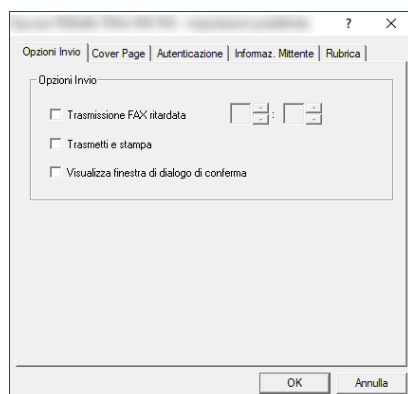 ? X
Opzioni Invio Cover Page Autenticazione Informaz. Mittente Rubrica
Opzioni Invio
Trasmissione FAX ritardata :
Trasmetti e stampa
Visualizza finestra di dialogo di conferma
OK Annulla